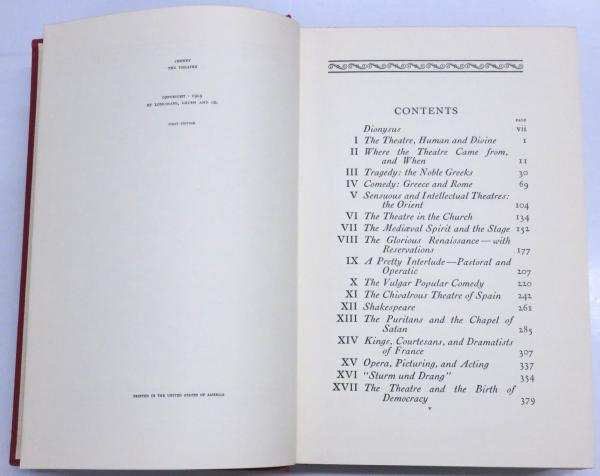 CHENEY
THE THEATRE
COPYRIGHT · 1929
BY LONGMANS, GREEN AND CO.
FIRST EDITION
PRINTED IN THE UNITED STATES OF AMERICA
CONTENTS
PAGE
Dionysus vii
I The Theatre, Human and Divine 1
II Where the Theatre Came from,
and When 11
III Tragedy: the Noble Greeks 30
IV Comedy: Greece and Rome 69
V Sensuous and Intellectual Theatres:
the Orient 104
VI The Theatre in the Church 134
VII The Mediæval Spirit and the Stage 152
VIII The Glorious Renaissance — with
Reservations 177
IX A Pretty Interlude — Pastoral and
Operatic 207
X The Vulgar Popular Comedy 220
XI The Chivalrous Theatre of Spain 242
XII Shakespeare 261
XIII The Puritans and the Chapel of
Satan 285
XIV Kings, Courtesans, and Dramatists
of France 307
XV Opera, Picturing, and Acting 337
XVI "Sturm und Drang" 354
XVII The Theatre and the Birth of
Democracy 379
v